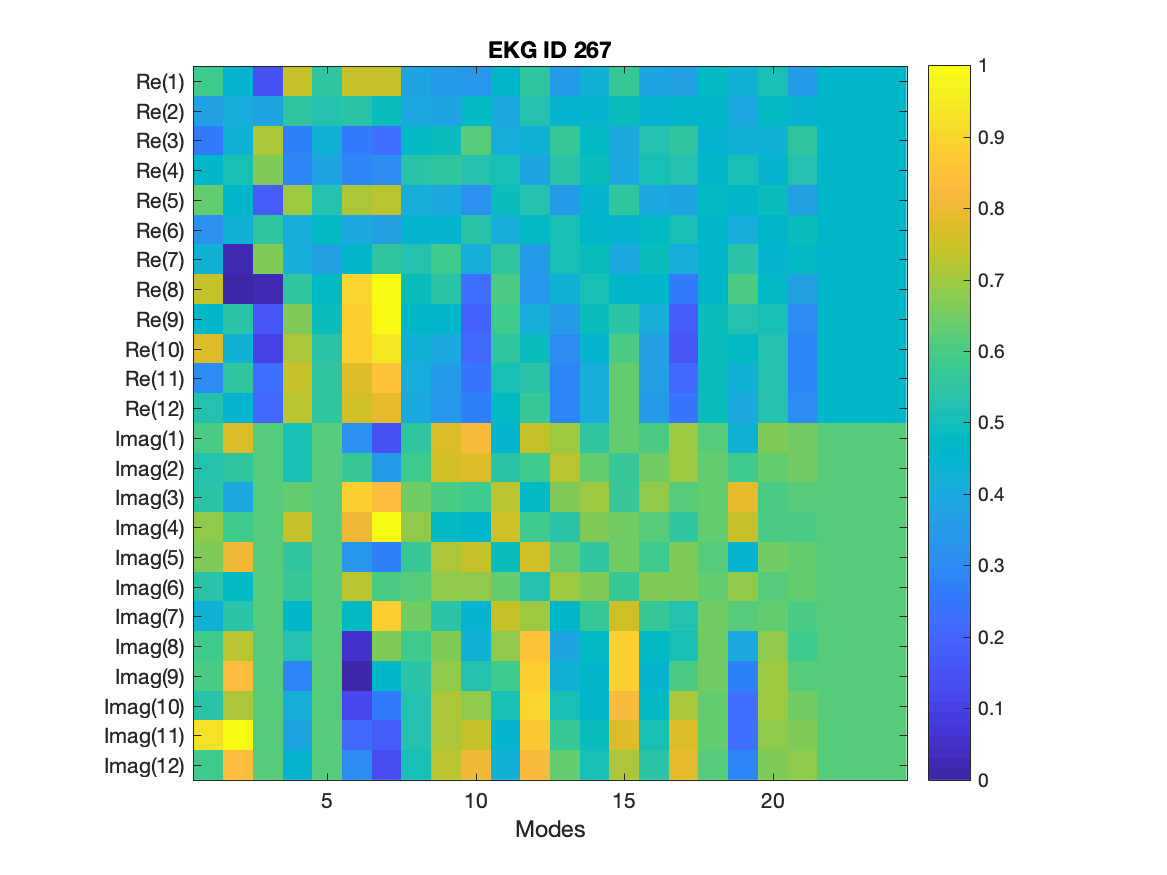 EKG ID 267
Re(1)
Re(2)
Re(3)
Re(4)
Re(5)
Re(6)
Re(7)
Re(8)
Re(9)
Re(10)
Re(11)
Re(12)
Imag(1)
Imag(2)
Imag(3)
Imag(4)
Imag(5)
Imag(6)
Imag(7)
Imag(8)
Imag(9)
Imag(10)
Imag(11)
Imag(12)
5 10 15 20
Modes
1
0.9
0.8
0.7
0.6
0.5
0.4
0.3
0.2
0.1
0